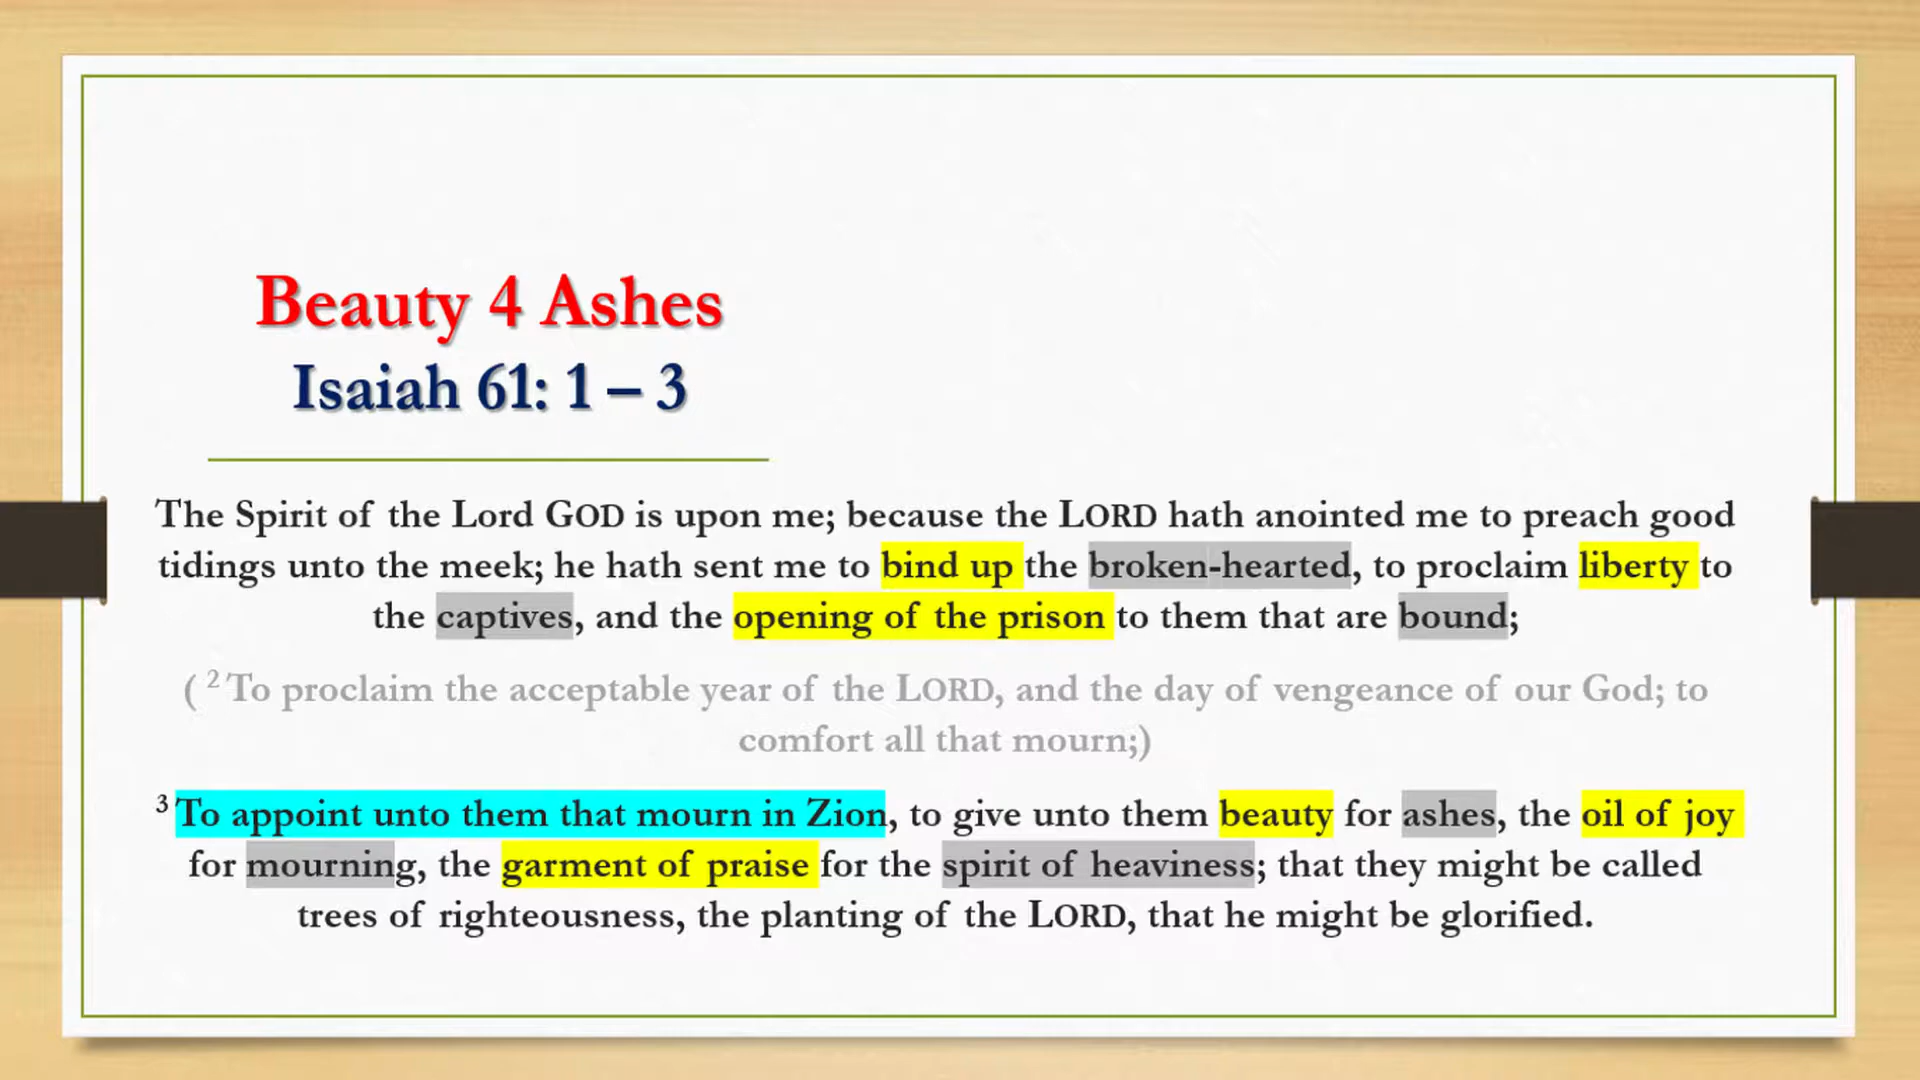 Beauty 4 Ashes
Isaiah 61: 1 – 3
The Spirit of the Lord GOD is upon me; because the LORD hath anointed me to preach good
tidings unto the meek; he hath sent me to bind up the broken-hearted, to proclaim liberty to
the captives, and the opening of the prison to them that are bound;
( ²To proclaim the acceptable year of the LORD, and the day of vengeance of our God; to
comfort all that mourn;)
³ To appoint unto them that mourn in Zion, to give unto them beauty for ashes, the oil of joy
for mourning, the garment of praise for the spirit of heaviness; that they might be called
trees of righteousness, the planting of the LORD, that he might be glorified.